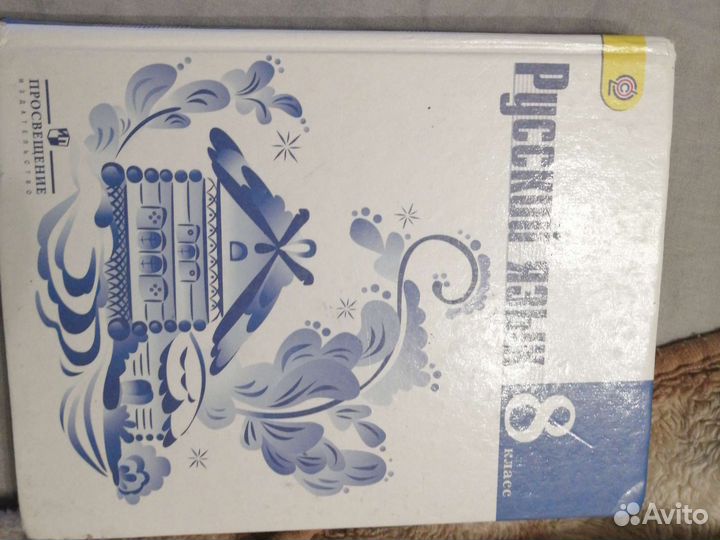 Русский язык
8
класс
ПРОСВЕЩЕНИЕ
ИЗДАТЕЛЬСТВО
Avito